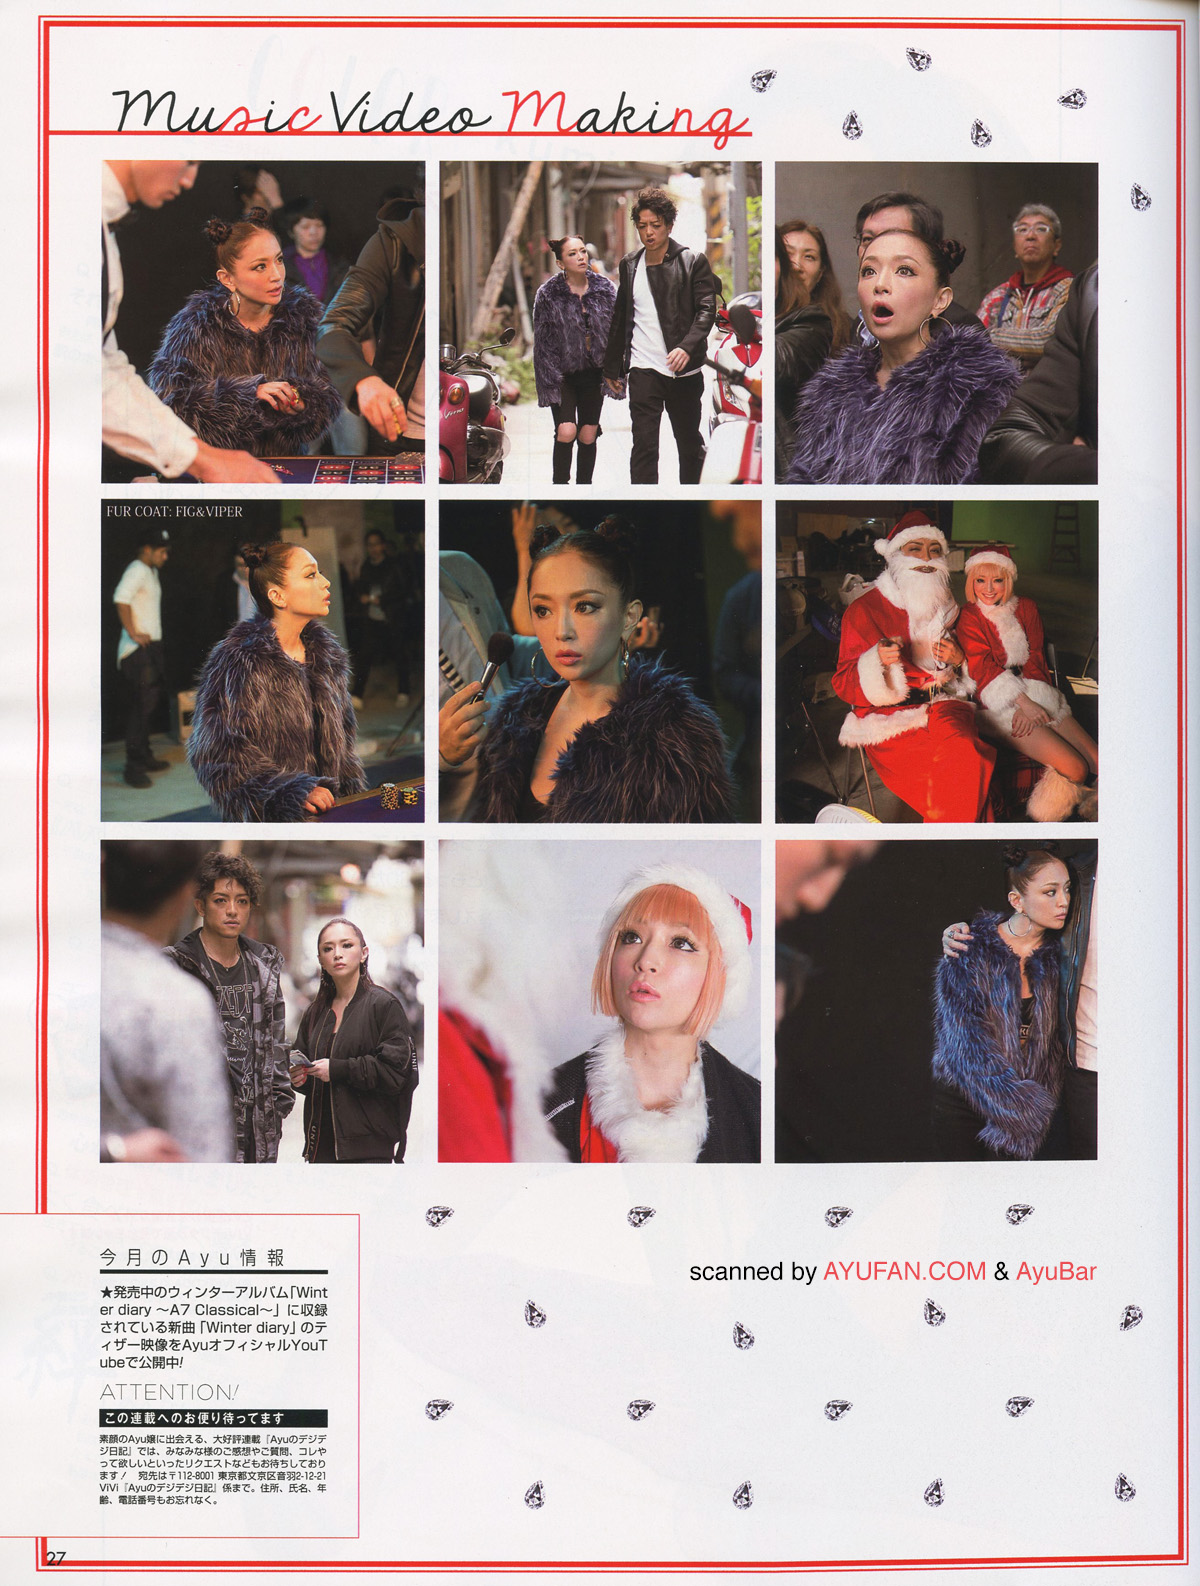 Music Video Making
FUR COAT: FIG&VIPER
今月のAyu情報
★発売中のウィンターアルバム「Wint
er diary ～A7 Classical～」に収録
されている新曲「Winter diary」のテ
ィザー映像をAyuオフィシャルYouT
ubeで公開中!
ATTENTION!
この連載へのお便り待ってます
素顔のAyu嬢に出会える、大好評連載『Ayuのデジデ
ジ日記』では、みなみな様のご感想やご質問、コレや
って欲しいといったリクエストなどもお待ちしており
ます！　宛先は〒112-8001 東京都文京区音羽2-12-21
ViVi『Ayuのデジデジ日記』係まで。住所、氏名、年
齢、電話番号もお忘れなく。
scanned by AYUFAN.COM & AyuBar
27